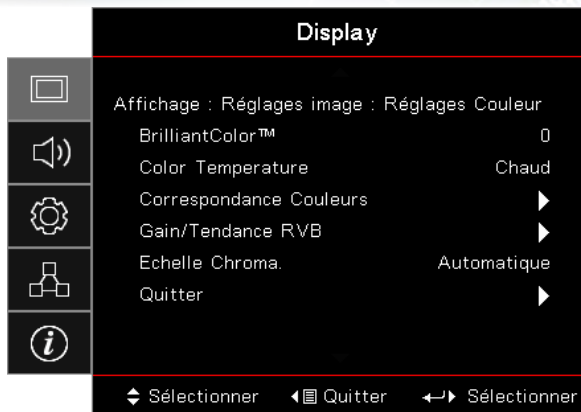 Display
Affichage : Réglages image : Réglages Couleur
BrilliantColor™ 0
Color Temperature Chaud
Correspondance Couleurs
Gain/Tendance RVB
Echelle Chroma. Automatique
Quitter
Sélectionner Quitter Sélectionner